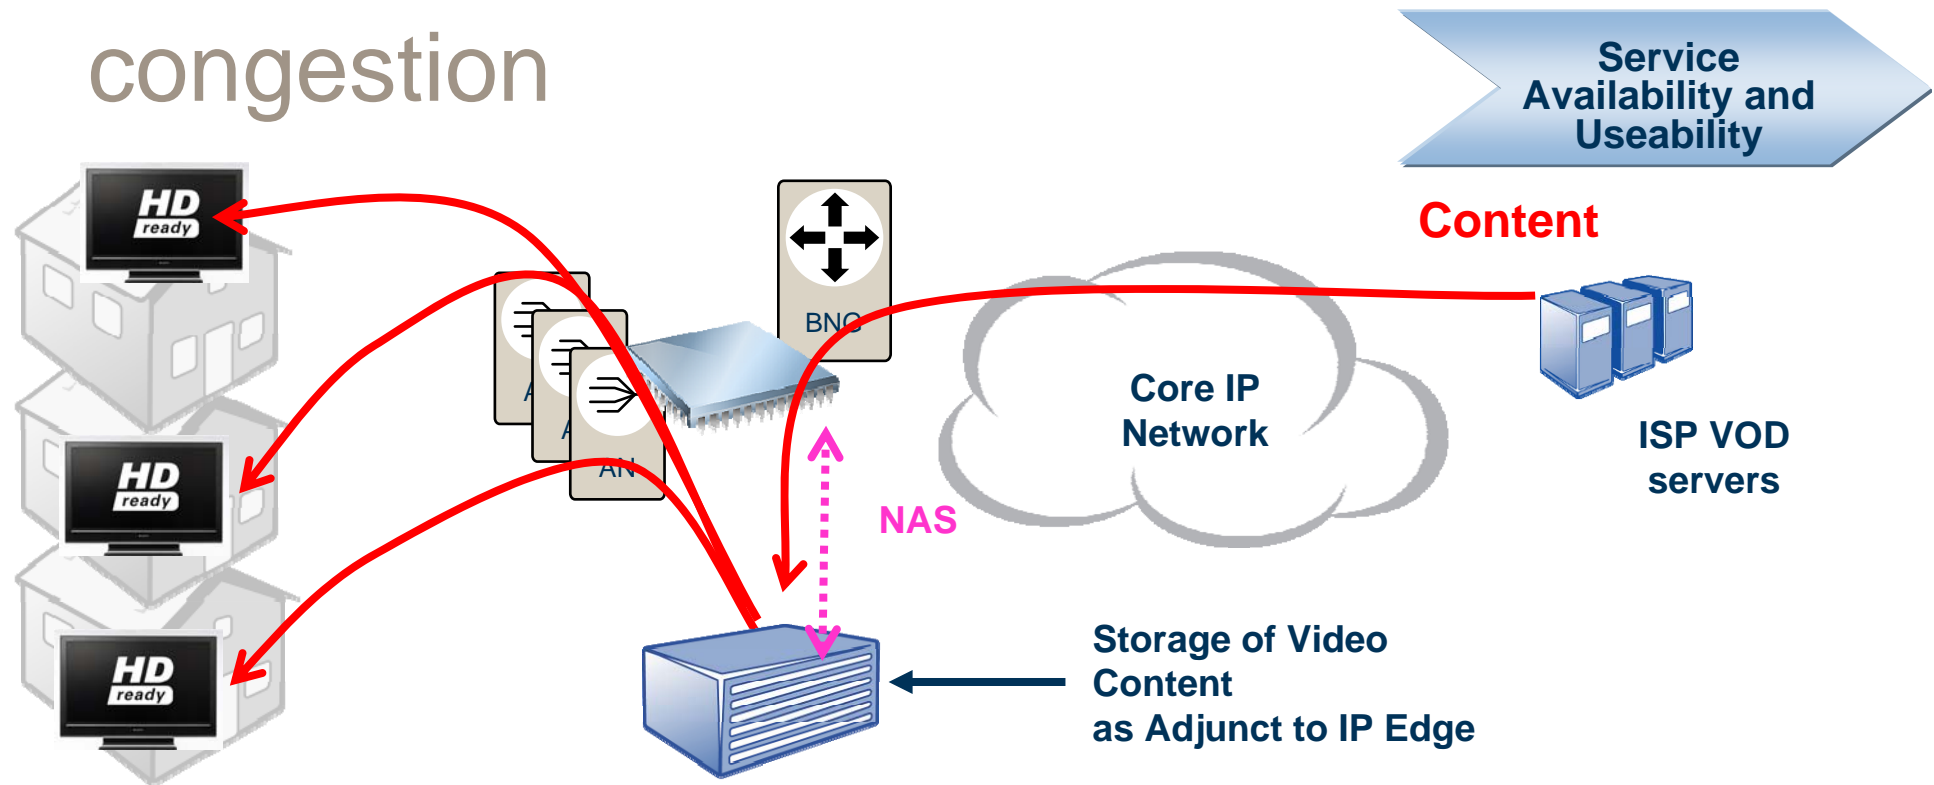 congestion
Service
Availability and
Useability
Content
HD
ready
BNG
A
A
AN
Core IP
Network
ISP VOD
servers
HD
ready
NAS
HD
ready
Storage of Video
Content
as Adjunct to IP Edge